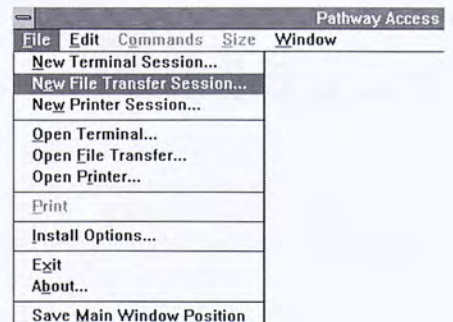 Pathway Access
File Edit Commands Size Window
New Terminal Session...
New File Transfer Session...
New Printer Session...
Open Terminal...
Open File Transfer...
Open Printer...
Print
Install Options...
Exit
About...
Save Main Window Position